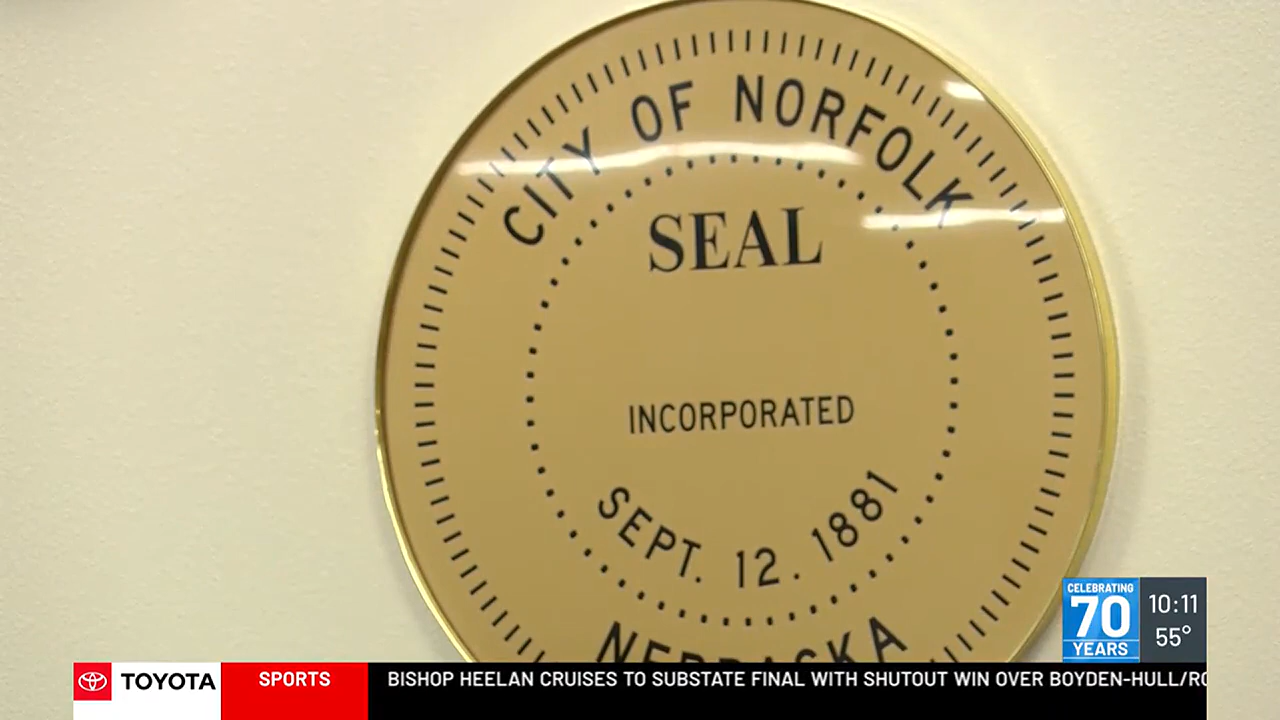 CITY OF NORFOLK
SEAL
INCORPORATED
SEPT. 12. 1881
NEBRASKA
CELEBRATING
70
YEARS
10:11
55°
TOYOTA
SPORTS
BISHOP HEELAN CRUISES TO SUBSTATE FINAL WITH SHUTOUT WIN OVER BOYDEN-HULL/